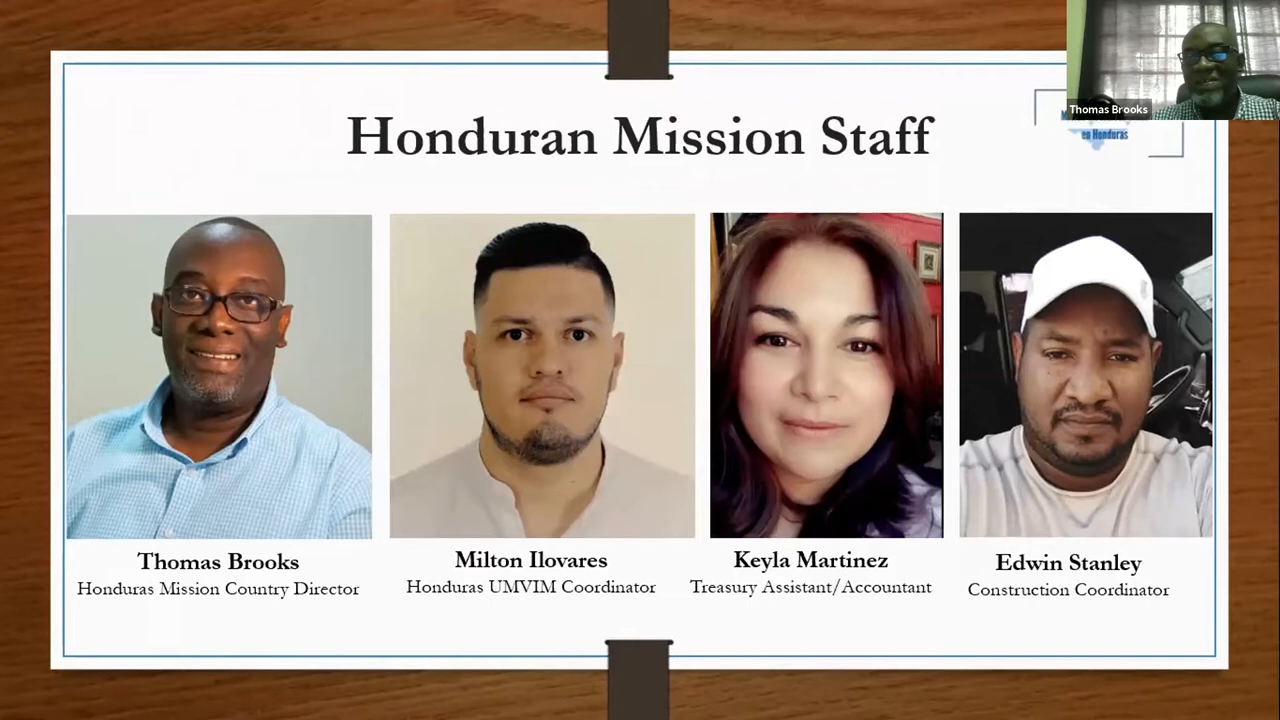 Honduran Mission Staff
Thomas Brooks
en Honduras
Thomas Brooks
Honduras Mission Country Director
Milton Ilovares
Honduras UMVIM Coordinator
Keyla Martinez
Treasury Assistant/Accountant
Edwin Stanley
Construction Coordinator